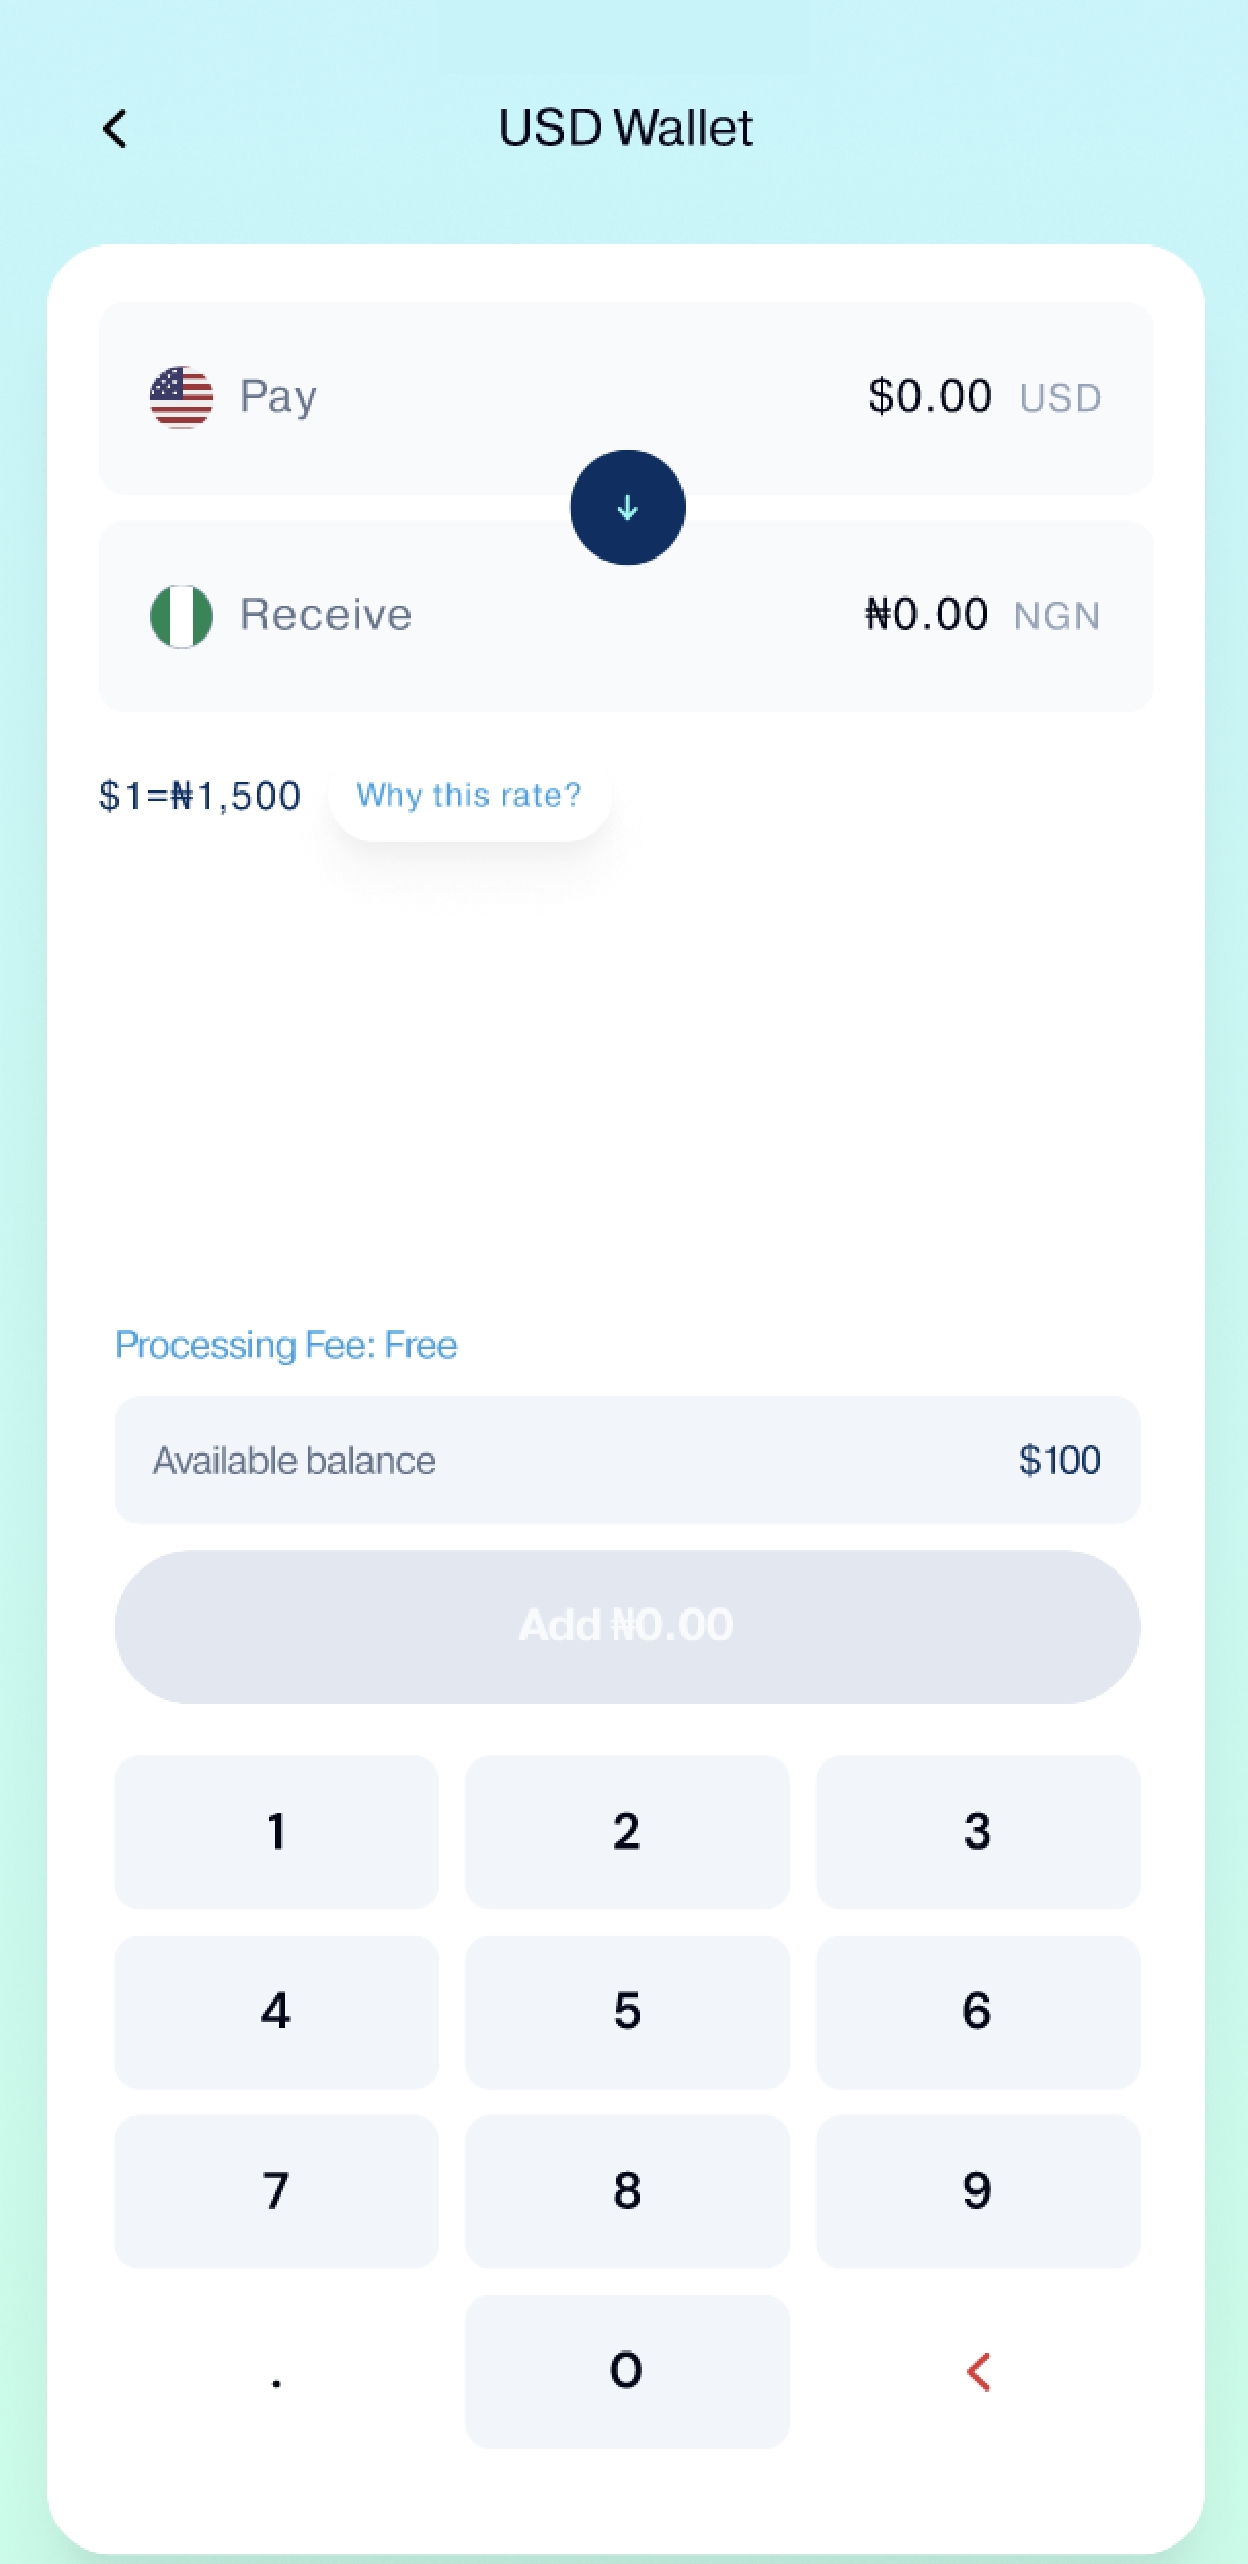 USD Wallet
Pay $0.00 USD
Receive ₦0.00 NGN
$1=₦1,500 Why this rate?
Processing Fee: Free
Available balance $100
Add ₦0.00
1 2 3
4 5 6
7 8 9
. 0